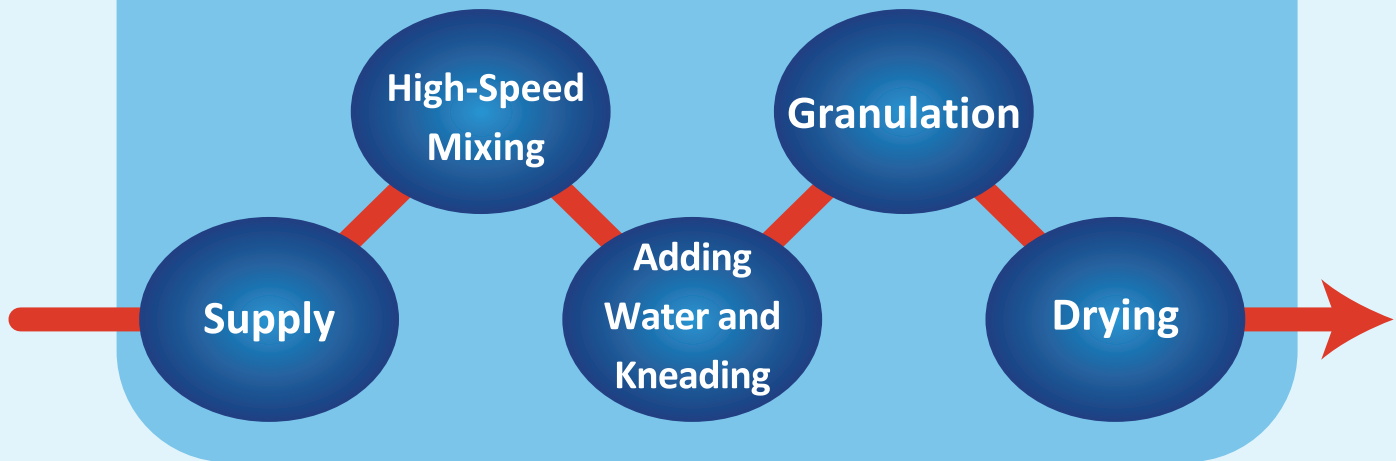 Supply
High-Speed
Mixing
Adding
Water and
Kneading
Granulation
Drying